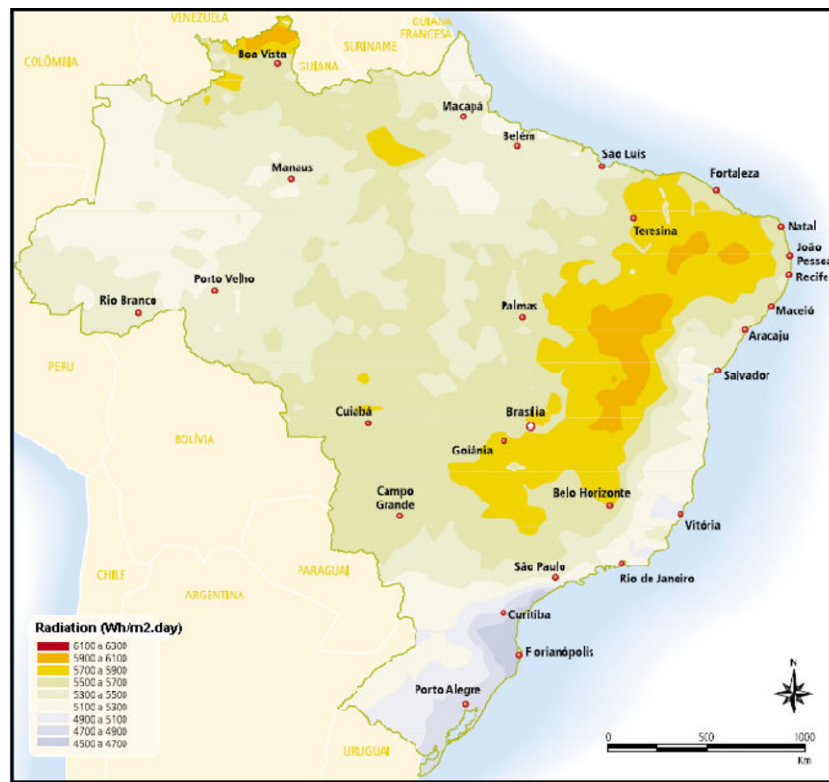 VENEZUELA
GUIANA
FRANCESA
SURINAME
COLÔMBIA
Boa Vista
GUIANA
Macapá
Belém
São Luís
Manaus
Fortaleza
Teresina
Natal
João
Pessoa
Recife
Porto Velho
Rio Branco
Palmas
Maceió
Aracaju
PERU
Salvador
Cuiabá
Brasília
BOLÍVIA
Goiânia
Campo
Grande
Belo Horizonte
Vitória
CHILE
PARAGUAI
São Paulo
Rio de Janeiro
ARGENTINA
Curitiba
Radiation (Wh/m2.day)
6100 a 6300
5900 a 6100
5700 a 5900
5500 a 5700
5300 a 5500
5100 a 5300
4900 a 5100
4700 a 4900
4500 a 4700
Florianópolis
Porto Alegre
N
URUGUAI
0 500 1000
Km